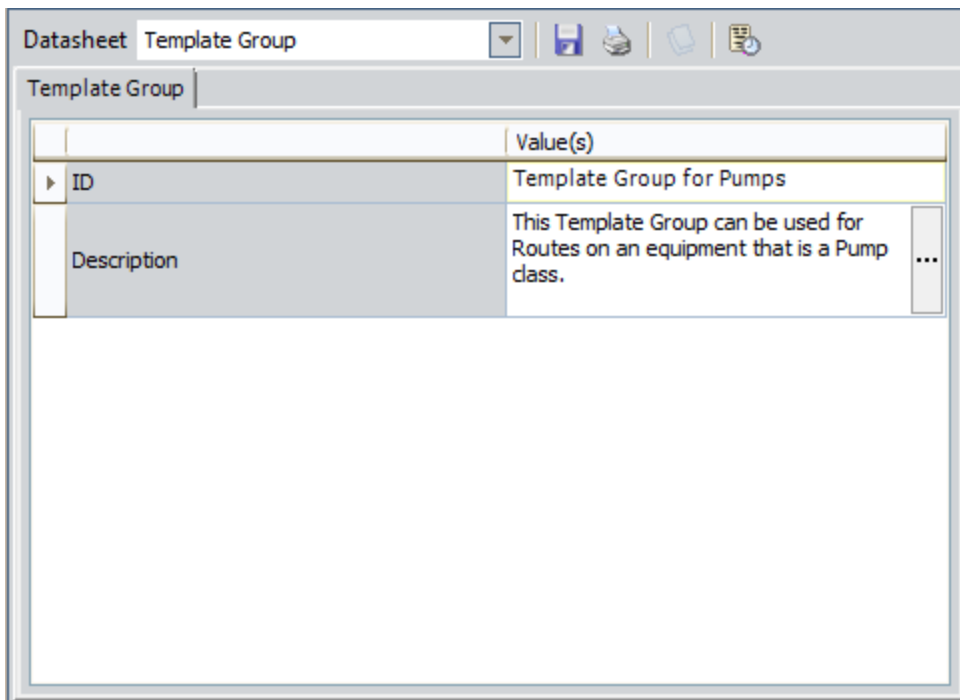 Datasheet Template Group
Template Group
Value(s)
ID Template Group for Pumps
Description This Template Group can be used for
Routes on an equipment that is a Pump
class.
...